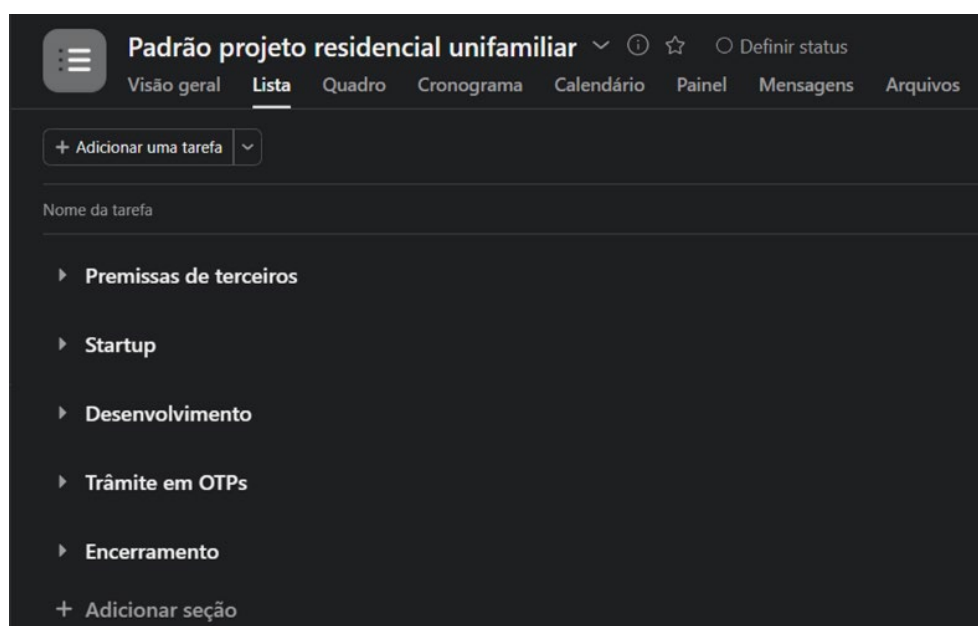 Padrão projeto residencial unifamiliar
Definir status
Visão geral Lista Quadro Cronograma Calendário Painel Mensagens Arquivos
+ Adicionar uma tarefa
Nome da tarefa
Premissas de terceiros
Startup
Desenvolvimento
Trâmite em OTPs
Encerramento
+ Adicionar seção